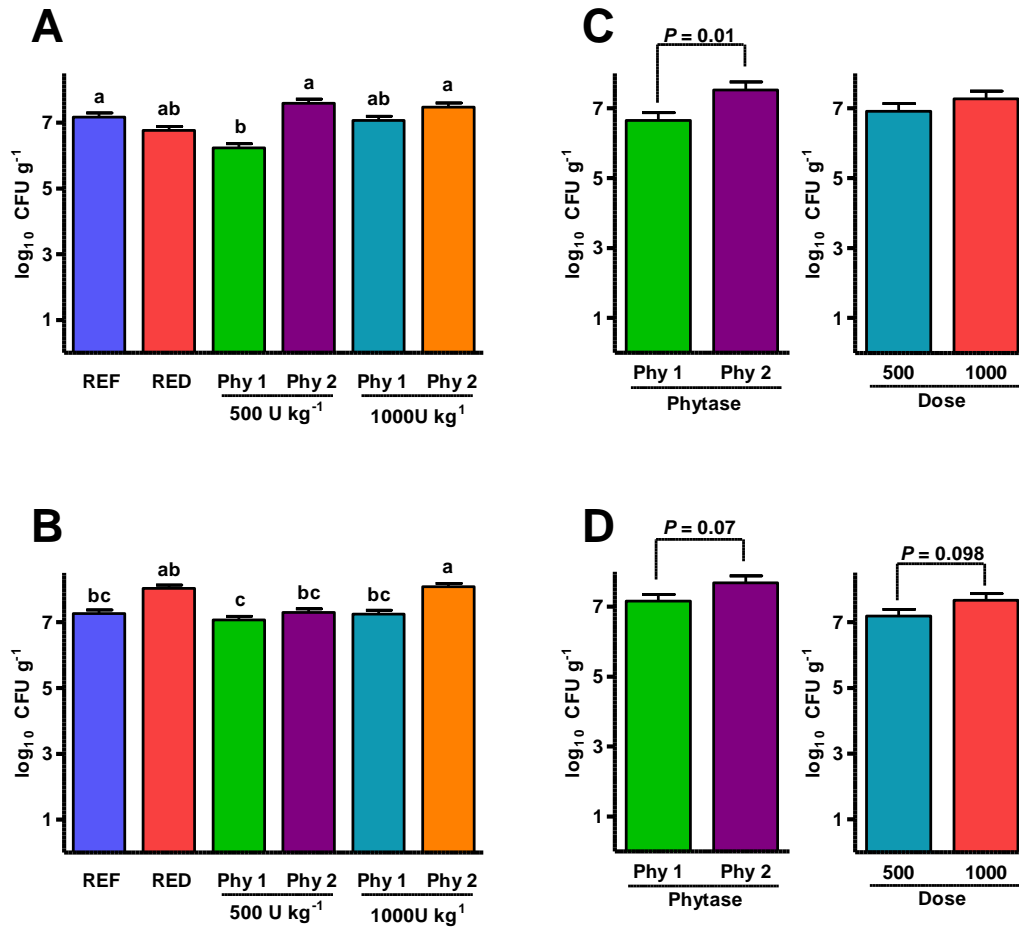 A
log₁₀ CFU g⁻¹
7
5
3
1
a
ab
b
a
ab
a
REF RED Phy 1 Phy 2 Phy 1 Phy 2
500 U kg⁻¹ 1000U kg¹
C
P = 0.01
log₁₀ CFU g⁻¹
7
5
3
1
Phy 1 Phy 2
Phytase
log₁₀ CFU g⁻¹
7
5
3
1
500 1000
Dose
B
log₁₀ CFU g⁻¹
7
5
3
1
bc
ab
c
bc
bc
a
REF RED Phy 1 Phy 2 Phy 1 Phy 2
500 U kg⁻¹ 1000U kg¹
D
P = 0.07
log₁₀ CFU g⁻¹
7
5
3
1
Phy 1 Phy 2
Phytase
P = 0.098
log₁₀ CFU g⁻¹
7
5
3
1
500 1000
Dose